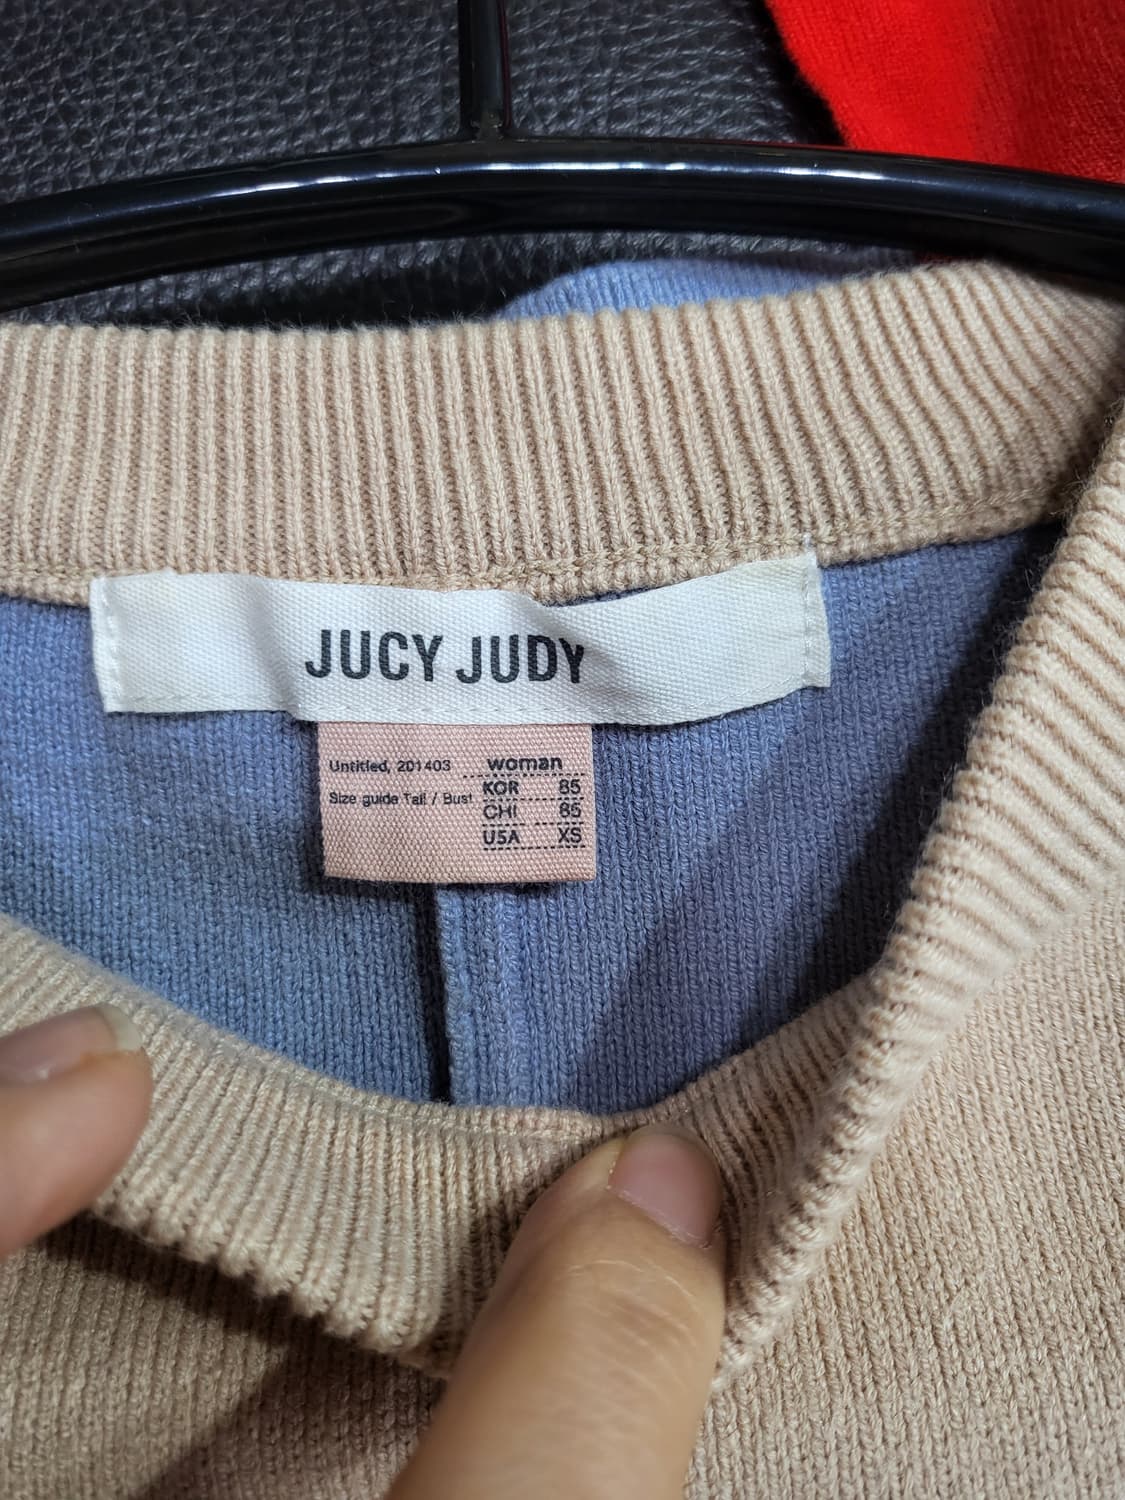 JUCY JUDY
Untitled, 201403
Size guide Tall / Bust
woman
KOR 85
CHI 85
USA XS